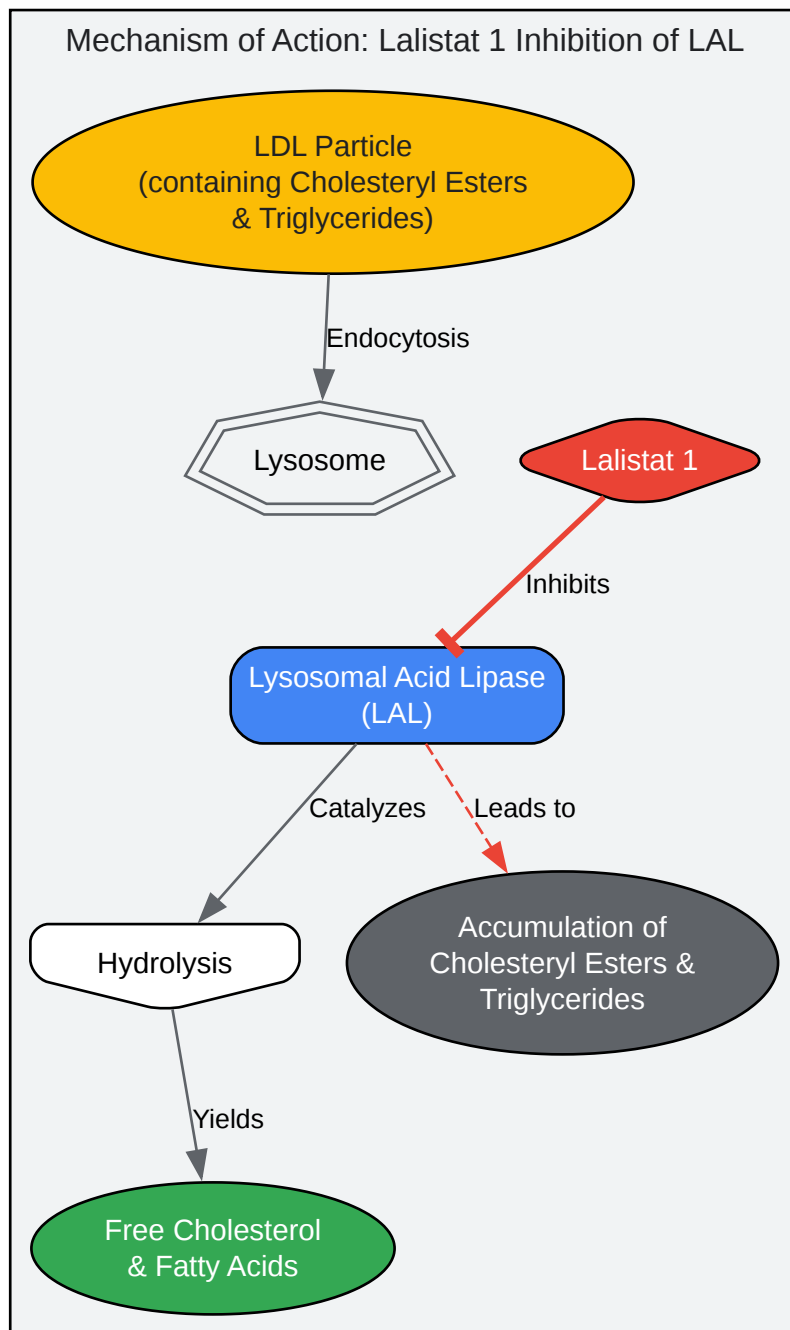 Mechanism of Action: Lalistat 1 Inhibition of LAL
LDL Particle
(containing Cholesteryl Esters
& Triglycerides)
Endocytosis
Lysosome
Lalistat 1
Inhibits
Lysosomal Acid Lipase
(LAL)
Catalyzes
Leads to
Hydrolysis
Accumulation of
Cholesteryl Esters &
Triglycerides
Yields
Free Cholesterol
& Fatty Acids